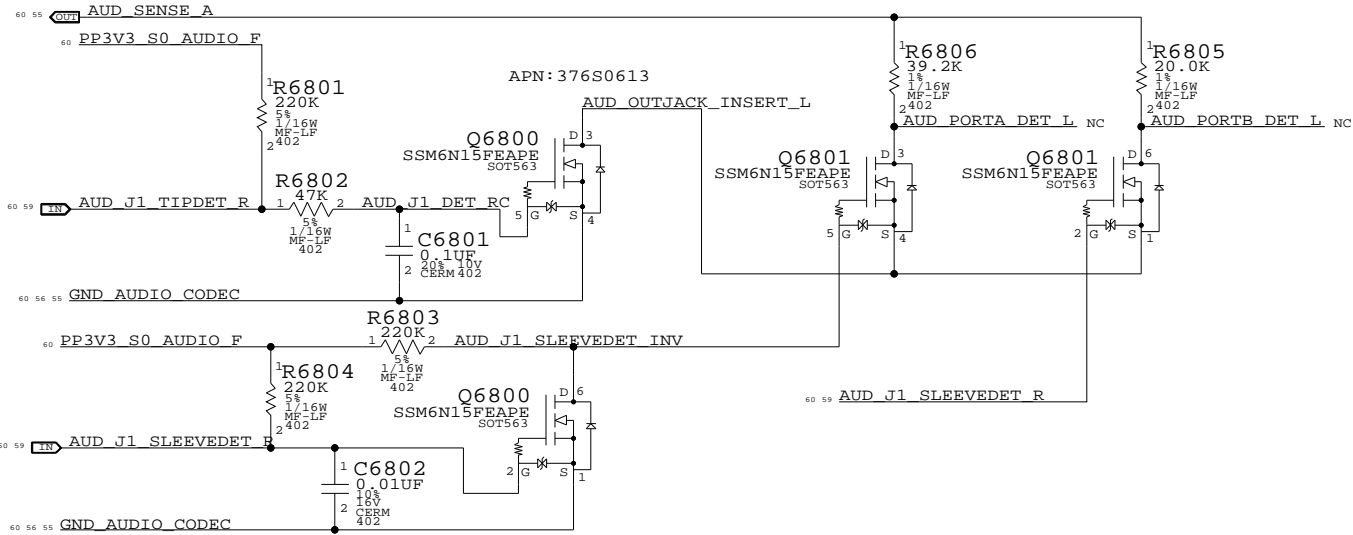 60 55 OUT AUD_SENSE_A
60 PP3V3_S0_AUDIO_F
1
R6801
220K
5%
1/16W
MF-LF
402
2
APN:376S0613
AUD_OUTJACK_INSERT_L
Q6800
SSM6N15FEAPE
SOT563
D 3
5 G S 4
1
R6806
39.2K
1%
1/16W
MF-LF
402
2
AUD_PORTA_DET_L NC
1
R6805
20.0K
1%
1/16W
MF-LF
402
2
AUD_PORTB_DET_L NC
Q6801
SSM6N15FEAPE
SOT563
D 3
5 G S 4
Q6801
SSM6N15FEAPE
SOT563
D 6
2 G S 1
60 59 IN AUD_J1_TIPDET_R
R6802
47K
1 2
5%
1/16W
MF-LF
402
AUD_J1_DET_RC
1
C6801
0.1UF
20% 10V
CERM 402
2
60 56 55 GND_AUDIO_CODEC
60 PP3V3_S0_AUDIO_F
R6803
220K
1 2
5%
1/16W
MF-LF
402
AUD_J1_SLEEVEDET_INV
1
R6804
220K
5%
1/16W
MF-LF
402
2
Q6800
SSM6N15FEAPE
SOT563
D 6
2 G S 1
60 59 AUD_J1_SLEEVEDET_R
60 59 IN AUD_J1_SLEEVEDET_R
1
C6802
0.01UF
10%
16V
CERM
402
2
60 56 55 GND_AUDIO_CODEC